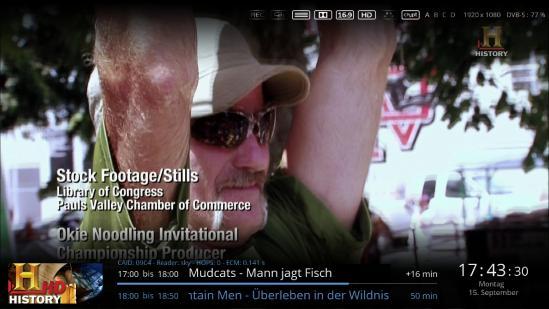 REC
16:9
HD
crypt
A B C D
1920 x 1080
DVB-S : 77 %
H
HISTORY
Stock Footage/Stills
Library of Congress
Pauls Valley Chamber of Commerce
Okie Noodling Invitational
Championship Producer
CAID: 09C4 - Reader: sky - HOPS: 0 - ECM: 0.141 s
H HD
HISTORY
17:00 bis 18:00 Mudcats - Mann jagt Fisch +16 min
18:00 bis 18:50 ntain Men - Überleben in der Wildnis 50 min
17:43:30
Montag
15. September